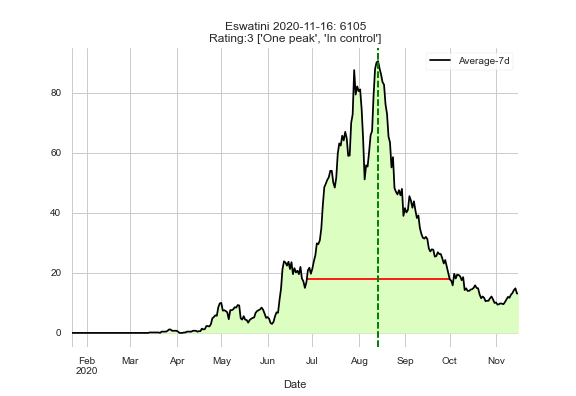 Eswatini 2020-11-16: 6105
Rating:3 ['One peak', 'In control']
Average-7d
80
60
40
20
0
Feb Mar Apr May Jun Jul Aug Sep Oct Nov
2020
Date